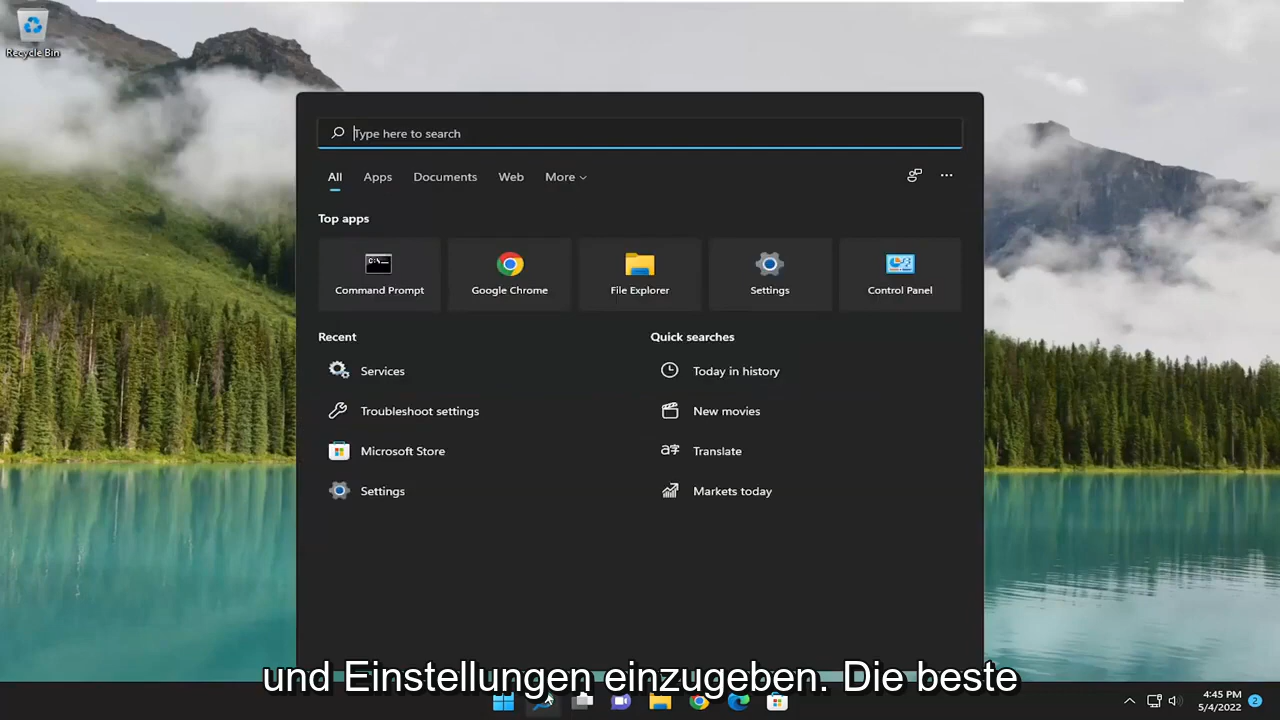 Recycle Bin
Type here to search
All Apps Documents Web More
Top apps
Command Prompt Google Chrome File Explorer Settings Control Panel
Recent Quick searches
Services Today in history
Troubleshoot settings New movies
Microsoft Store Translate
Settings Markets today
und Einstellungen einzugeben. Die beste
4:45 PM
5/4/2022
2